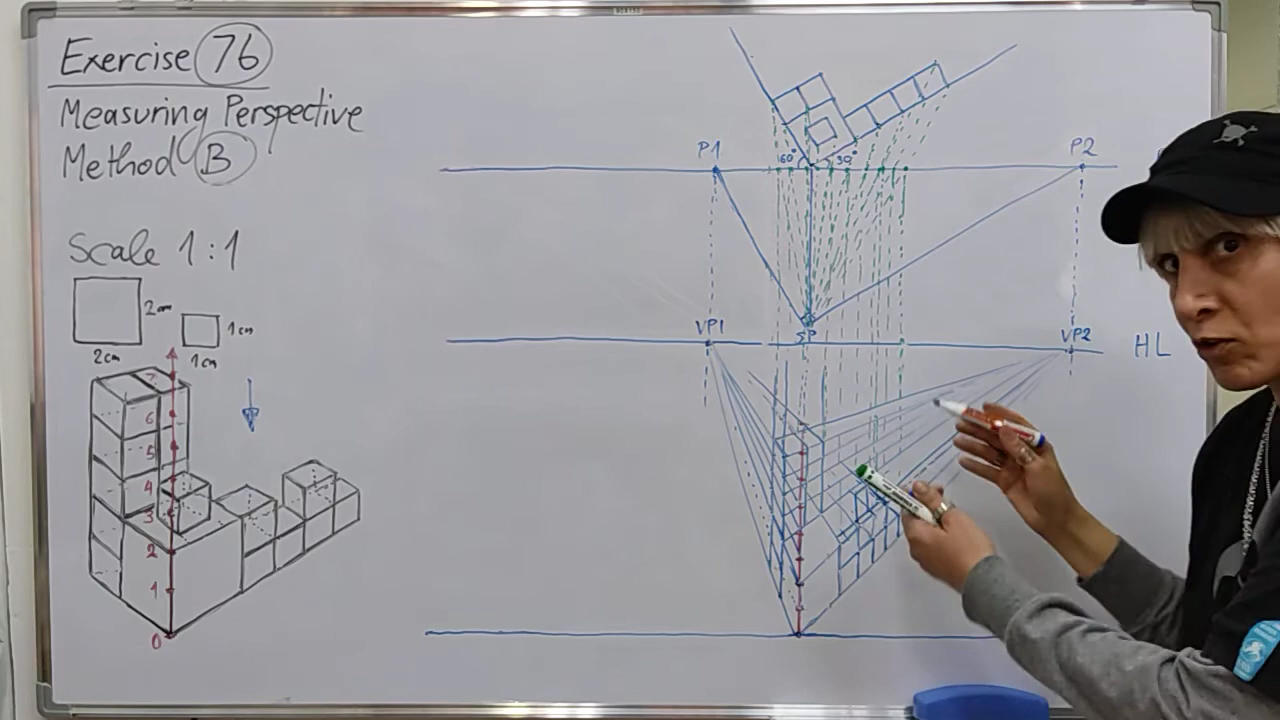 Exercise 76
Measuring Perspective
Method B
Scale 1:1
2cm
1cm
2cm
1cm
7
6
5
4
3
2
1
0
P1
P2
60°
30°
SP
VP1
VP2
HL